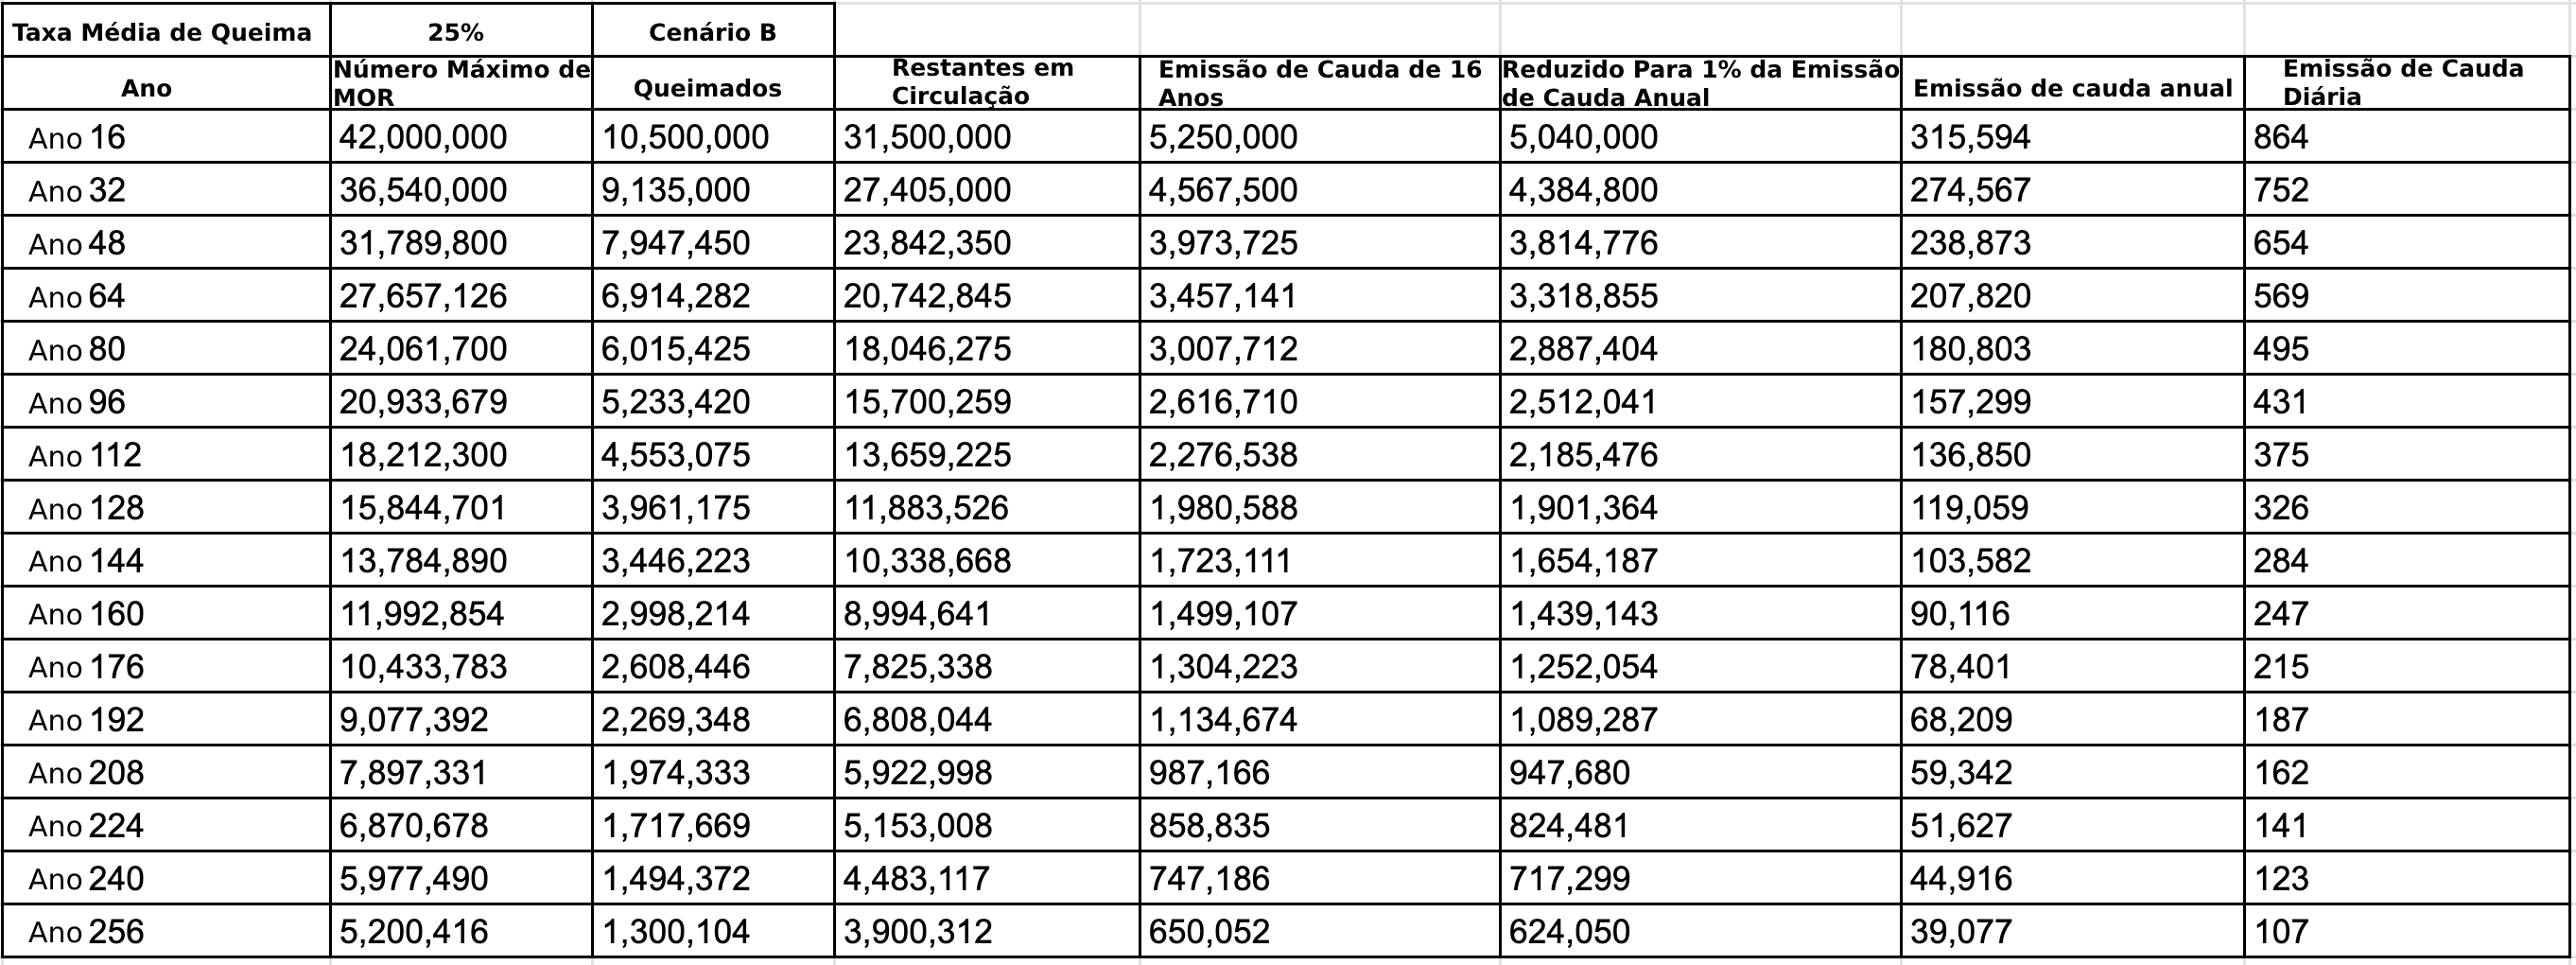 Taxa Média de Queima 25% Cenário B
Ano Número Máximo de MOR Queimados Restantes em Circulação Emissão de Cauda de 16 Anos Reduzido Para 1% da Emissão de Cauda Anual Emissão de cauda anual Emissão de Cauda Diária
Ano 16 42,000,000 10,500,000 31,500,000 5,250,000 5,040,000 315,594 864
Ano 32 36,540,000 9,135,000 27,405,000 4,567,500 4,384,800 274,567 752
Ano 48 31,789,800 7,947,450 23,842,350 3,973,725 3,814,776 238,873 654
Ano 64 27,657,126 6,914,282 20,742,845 3,457,141 3,318,855 207,820 569
Ano 80 24,061,700 6,015,425 18,046,275 3,007,712 2,887,404 180,803 495
Ano 96 20,933,679 5,233,420 15,700,259 2,616,710 2,512,041 157,299 431
Ano 112 18,212,300 4,553,075 13,659,225 2,276,538 2,185,476 136,850 375
Ano 128 15,844,701 3,961,175 11,883,526 1,980,588 1,901,364 119,059 326
Ano 144 13,784,890 3,446,223 10,338,668 1,723,111 1,654,187 103,582 284
Ano 160 11,992,854 2,998,214 8,994,641 1,499,107 1,439,143 90,116 247
Ano 176 10,433,783 2,608,446 7,825,338 1,304,223 1,252,054 78,401 215
Ano 192 9,077,392 2,269,348 6,808,044 1,134,674 1,089,287 68,209 187
Ano 208 7,897,331 1,974,333 5,922,998 987,166 947,680 59,342 162
Ano 224 6,870,678 1,717,669 5,153,008 858,835 824,481 51,627 141
Ano 240 5,977,490 1,494,372 4,483,117 747,186 717,299 44,916 123
Ano 256 5,200,416 1,300,104 3,900,312 650,052 624,050 39,077 107